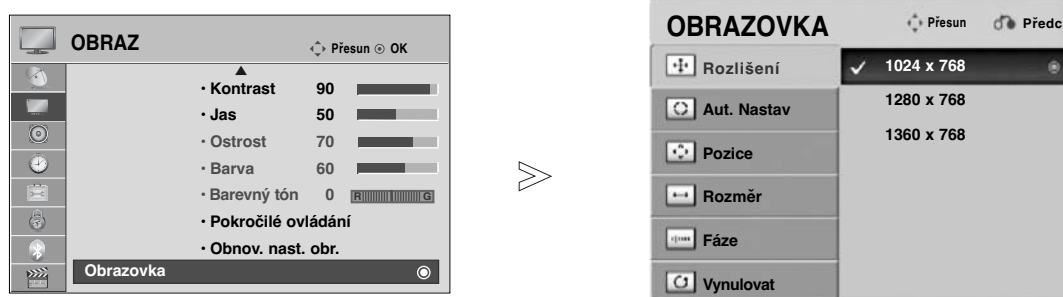 OBRAZ
Přesun OK
• Kontrast 90
• Jas 50
• Ostrost 70
• Barva 60
• Barevný tón 0 R G
• Pokročilé ovládání
• Obnov. nast. obr.
Obrazovka
OBRAZOVKA
Přesun Předc
Rozlišení
Aut. Nastav
Pozice
Rozměr
Fáze
Vynulovat
✓ 1024 x 768
1280 x 768
1360 x 768